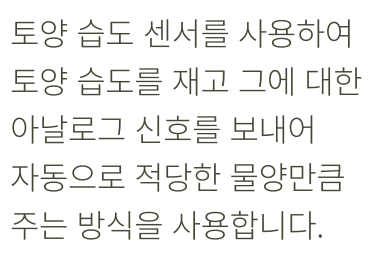 토양 습도 센서를 사용하여
토양 습도를 재고 그에 대한
아날로그 신호를 보내어
자동으로 적당한 물양만큼
주는 방식을 사용합니다.